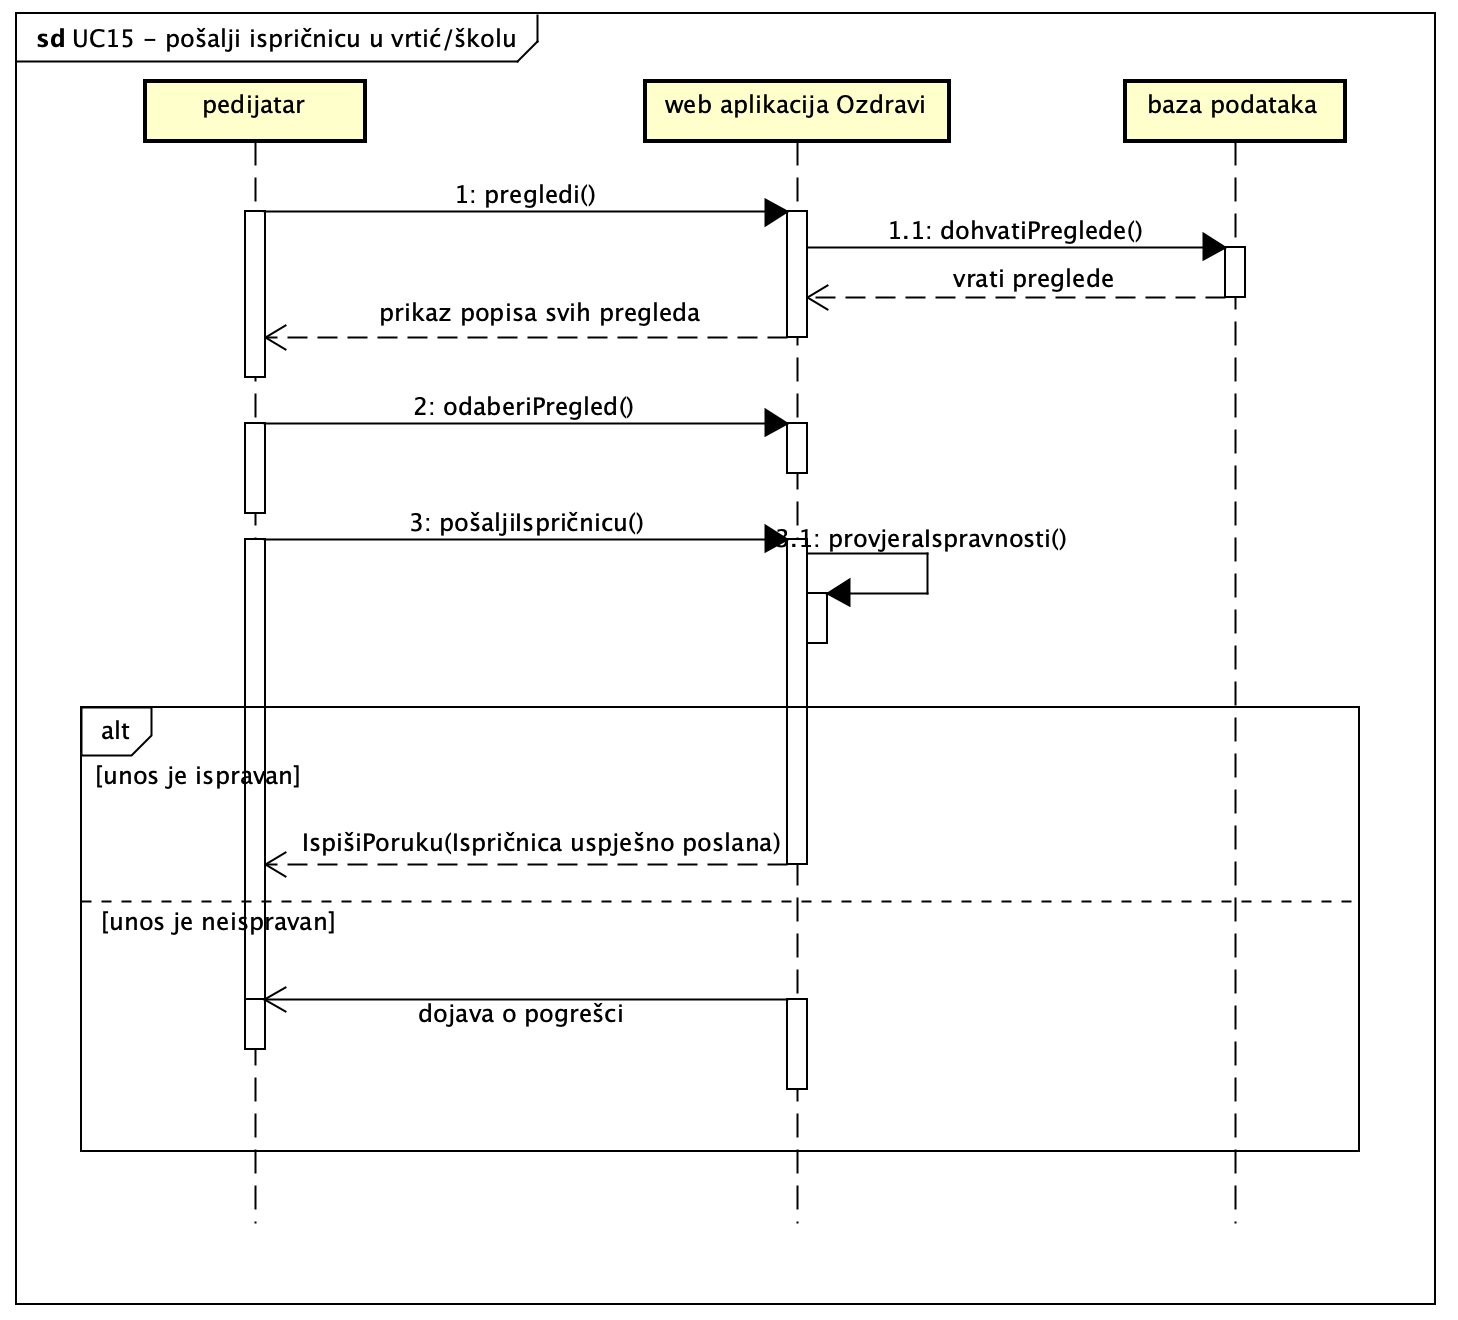 sd UC15 - pošalji ispričnicu u vrtić/školu
pedijatar
web aplikacija Ozdravi
baza podataka
1: pregledi()
1.1: dohvatiPreglede()
vrati preglede
prikaz popisa svih pregleda
2: odaberiPregled()
3: pošaljiIspričnicu()
3.1: provjeraIspravnosti()
alt
[unos je ispravan]
IspišiPoruku(Ispričnica uspješno poslana)
[unos je neispravan]
dojava o pogrešci